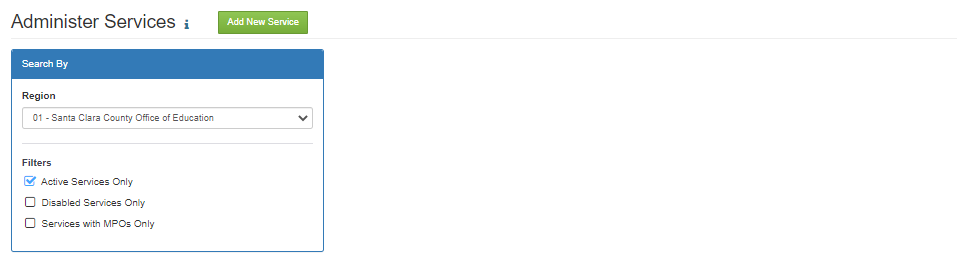 Administer Services
Add New Service
Search By
Region
01 - Santa Clara County Office of Education
Filters
Active Services Only
Disabled Services Only
Services with MPOs Only